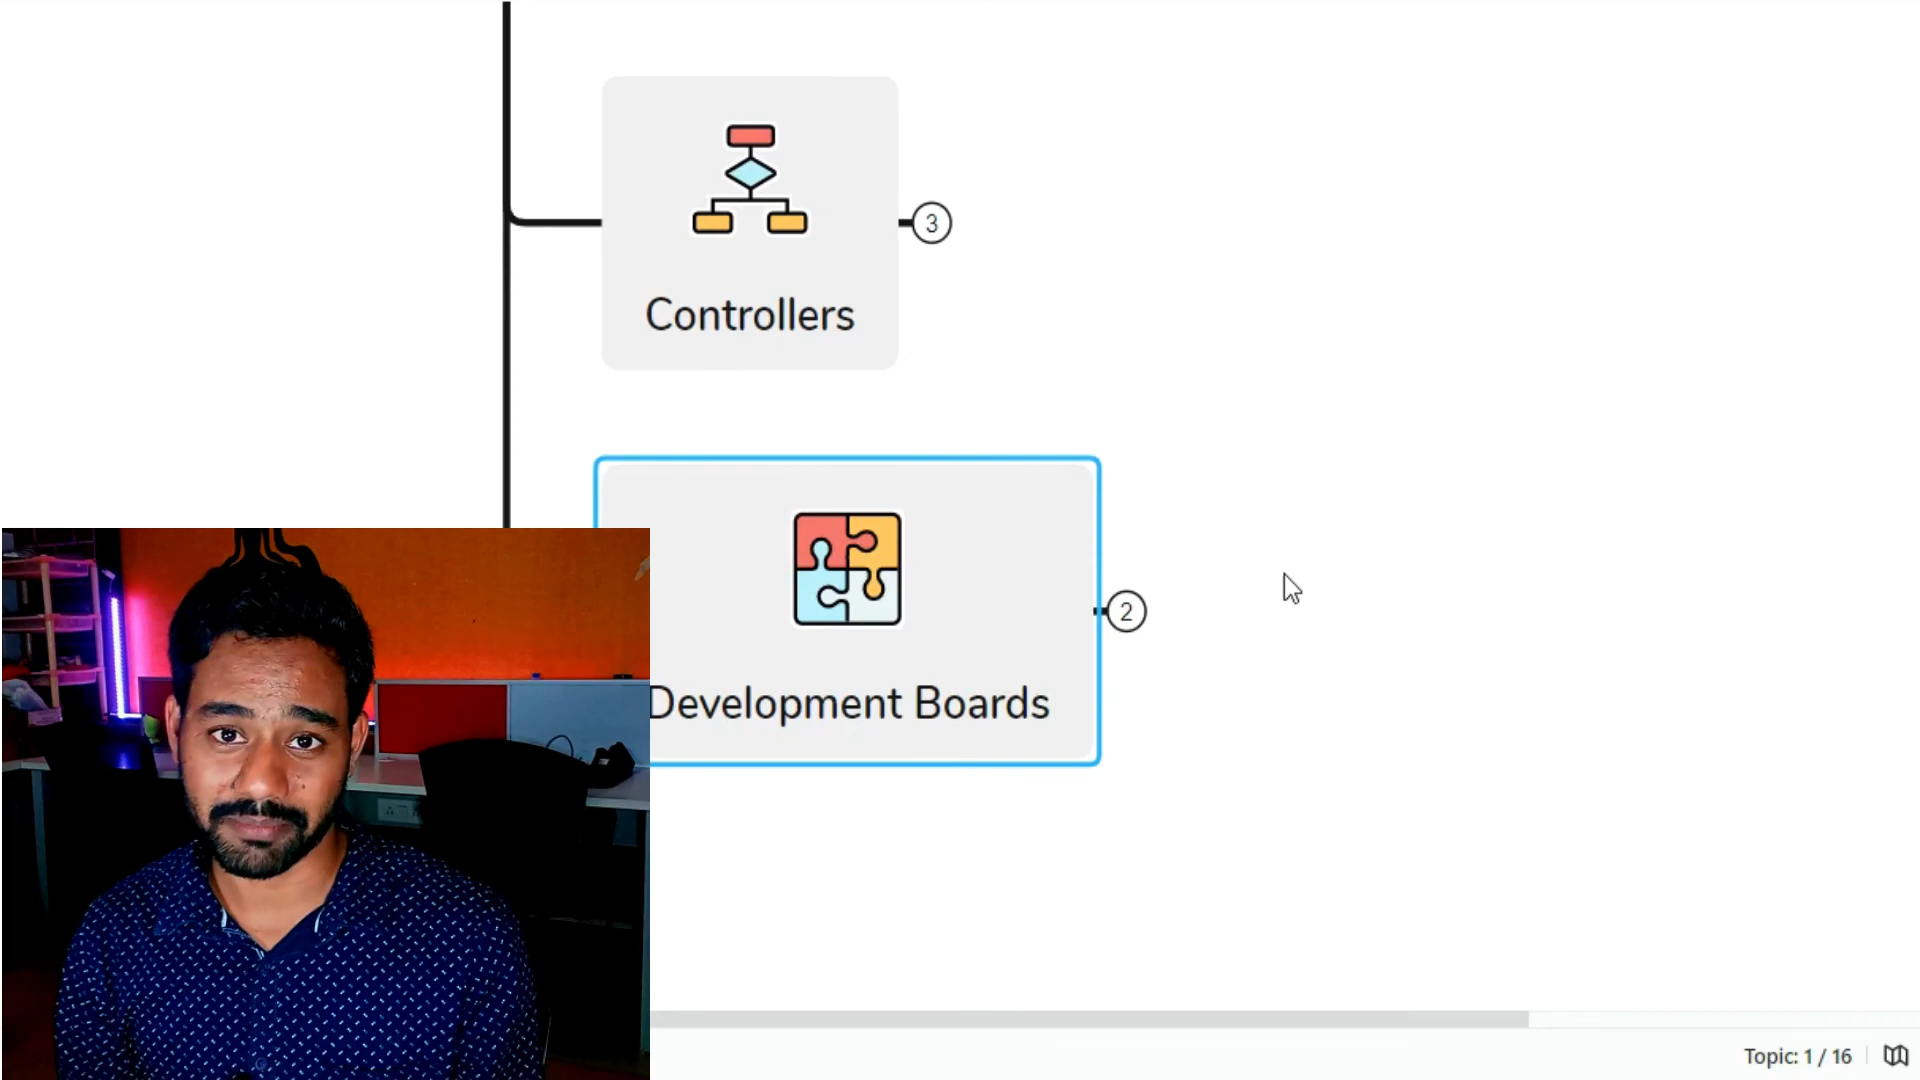 3
Controllers
2
Development Boards
Topic: 1 / 16